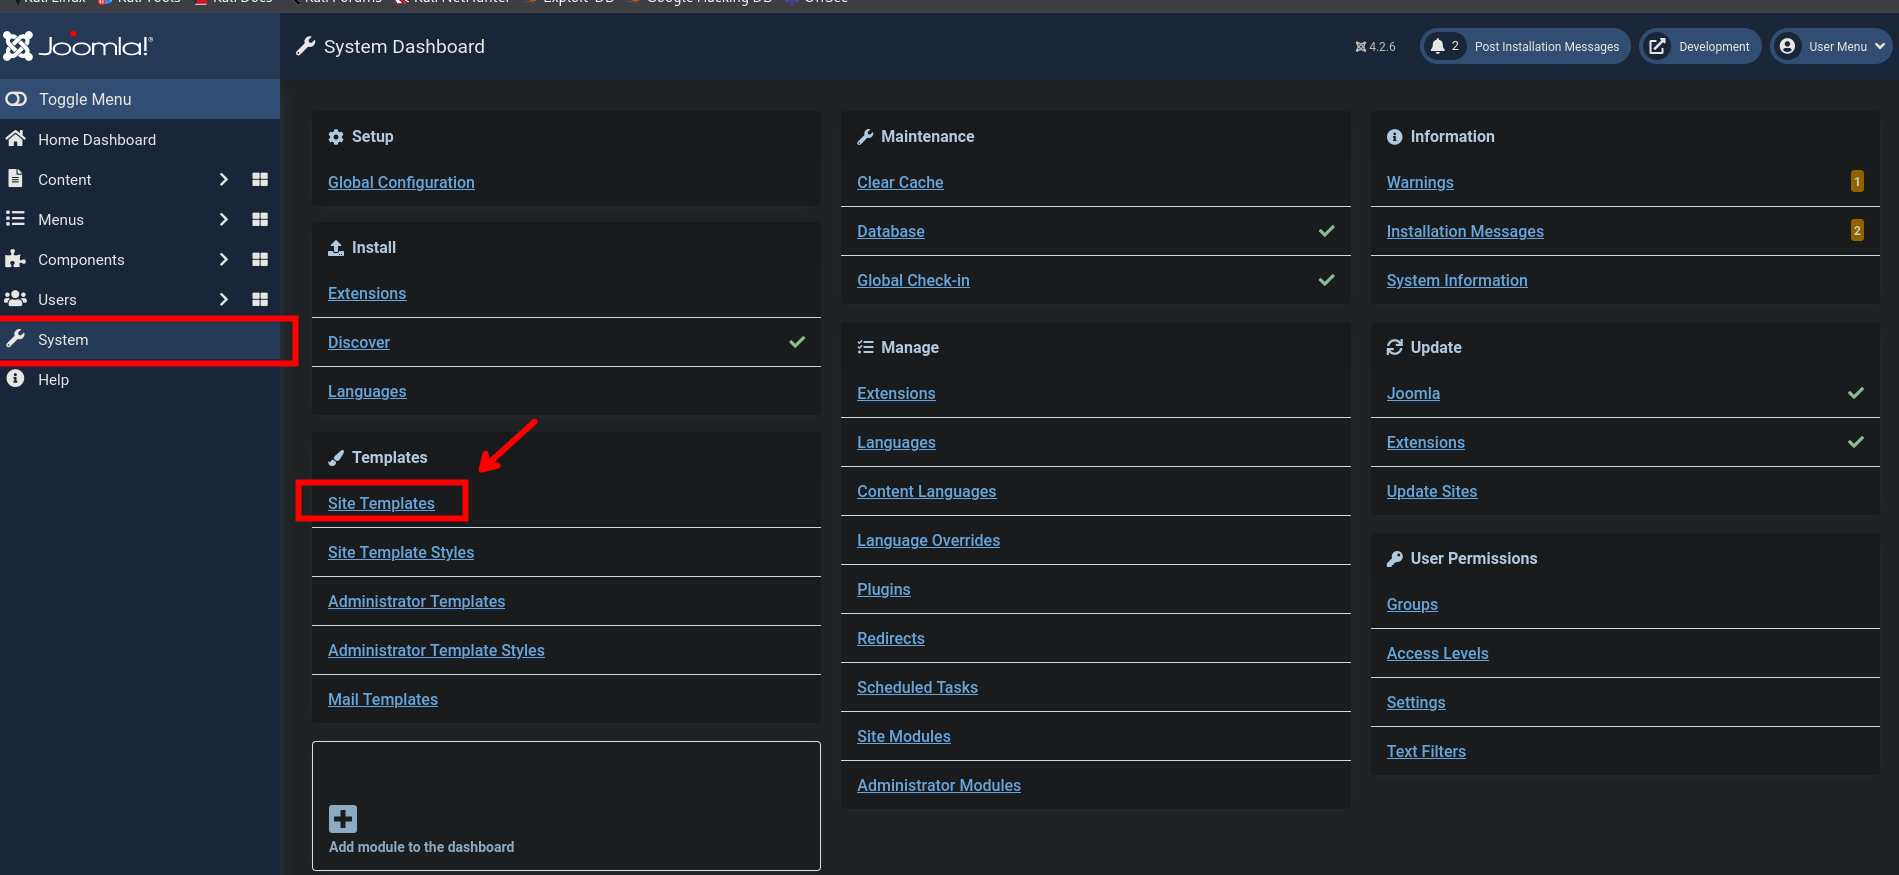 Kali Linux Kali Tools Kali Docs Kali Forums Kali NetHunter Exploit-DB Google Hacking DB OffSec
Joomla!®
System Dashboard
4.2.6
2 Post Installation Messages
Development
User Menu
Toggle Menu
Home Dashboard
Content
Menus
Components
Users
System
Help
Setup
Global Configuration
Install
Extensions
Discover
Languages
Templates
Site Templates
Site Template Styles
Administrator Templates
Administrator Template Styles
Mail Templates
Add module to the dashboard
Maintenance
Clear Cache
Database
Global Check-in
Manage
Extensions
Languages
Content Languages
Language Overrides
Plugins
Redirects
Scheduled Tasks
Site Modules
Administrator Modules
Information
Warnings 1
Installation Messages 2
System Information
Update
Joomla
Extensions
Update Sites
User Permissions
Groups
Access Levels
Settings
Text Filters